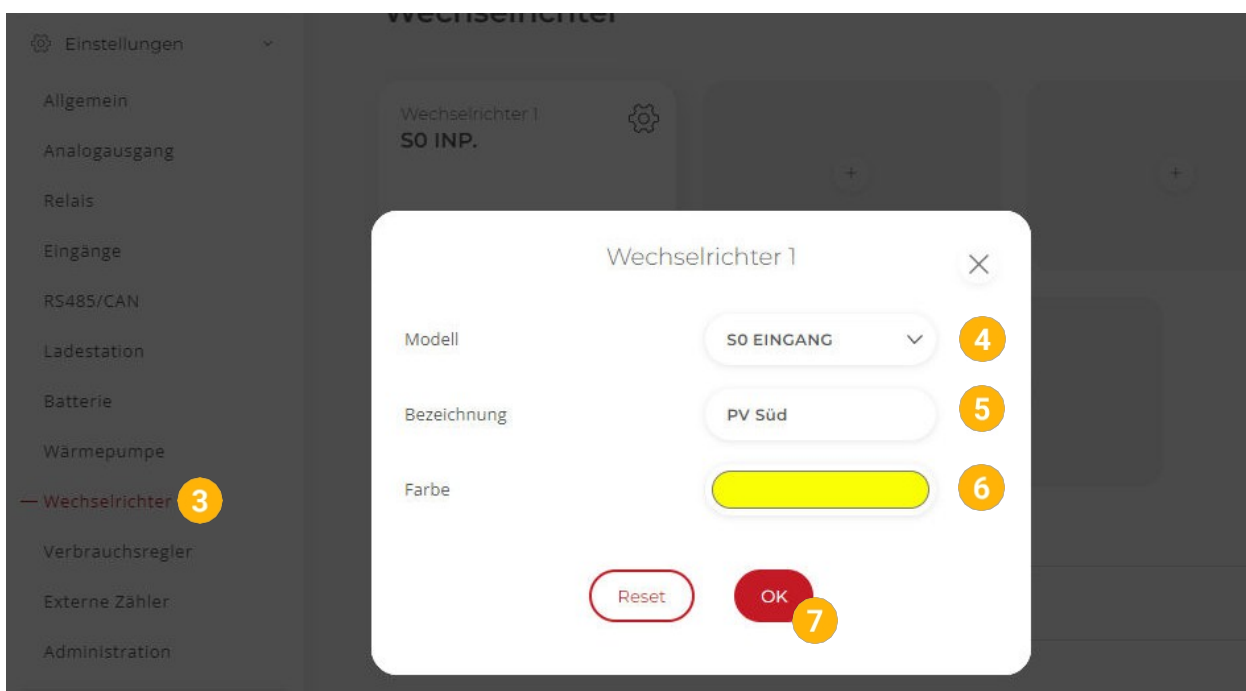 Wechselrichter
Einstellungen
Allgemein
Analogausgang
Relais
Eingänge
RS485/CAN
Ladestation
Batterie
Wärmepumpe
Wechselrichter 3
Verbrauchsregler
Externe Zähler
Administration
Wechselrichter 1
S0 INP.
+
+
Wechselrichter 1
Modell S0 EINGANG 4
Bezeichnung PV Süd 5
Farbe 6
Reset OK 7